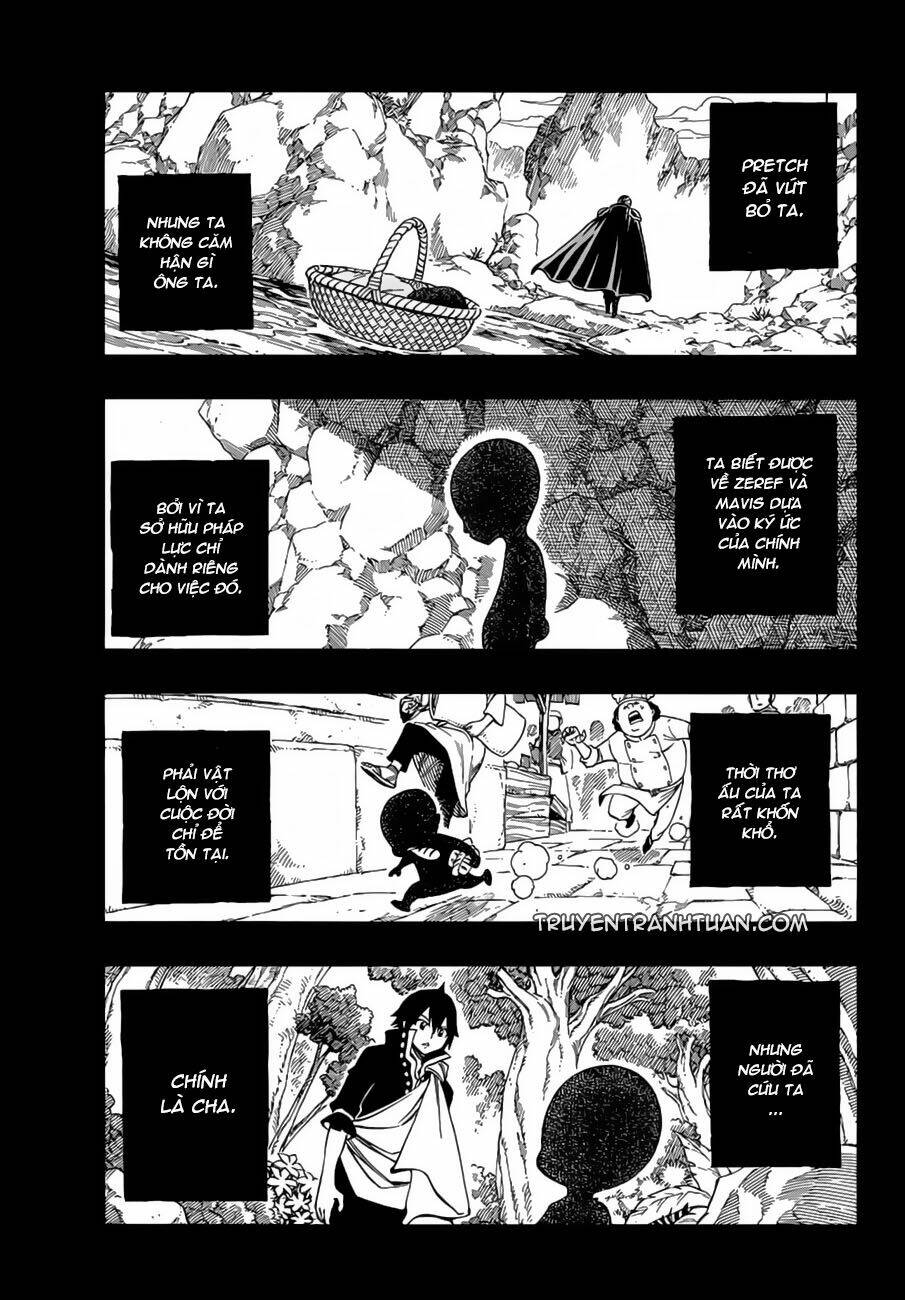 PRETCH
ĐÃ VỨT
BỎ TA.
NHƯNG TA
KHÔNG CĂM
HẬN GÌ
ÔNG TA.
TA BIẾT ĐƯỢC
VỀ ZEREF VÀ
MAVIS DỰA
VÀO KÝ ỨC
CỦA CHÍNH
MÌNH.
BỞI VÌ TA
SỞ HỮU PHÁP
LỰC CHỈ
DÀNH RIÊNG
CHO VIỆC ĐÓ.
THỜI THƠ
ẤU CỦA TA
RẤT KHỐN
KHỔ.
PHẢI VẬT
LỘN VỚI
CUỘC ĐỜI
CHỈ ĐỂ
TỒN TẠI.
TRUYENTRANHTUAN.COM
NHƯNG
NGƯỜI ĐÃ
CỨU TA
...
CHÍNH
LÀ CHA.